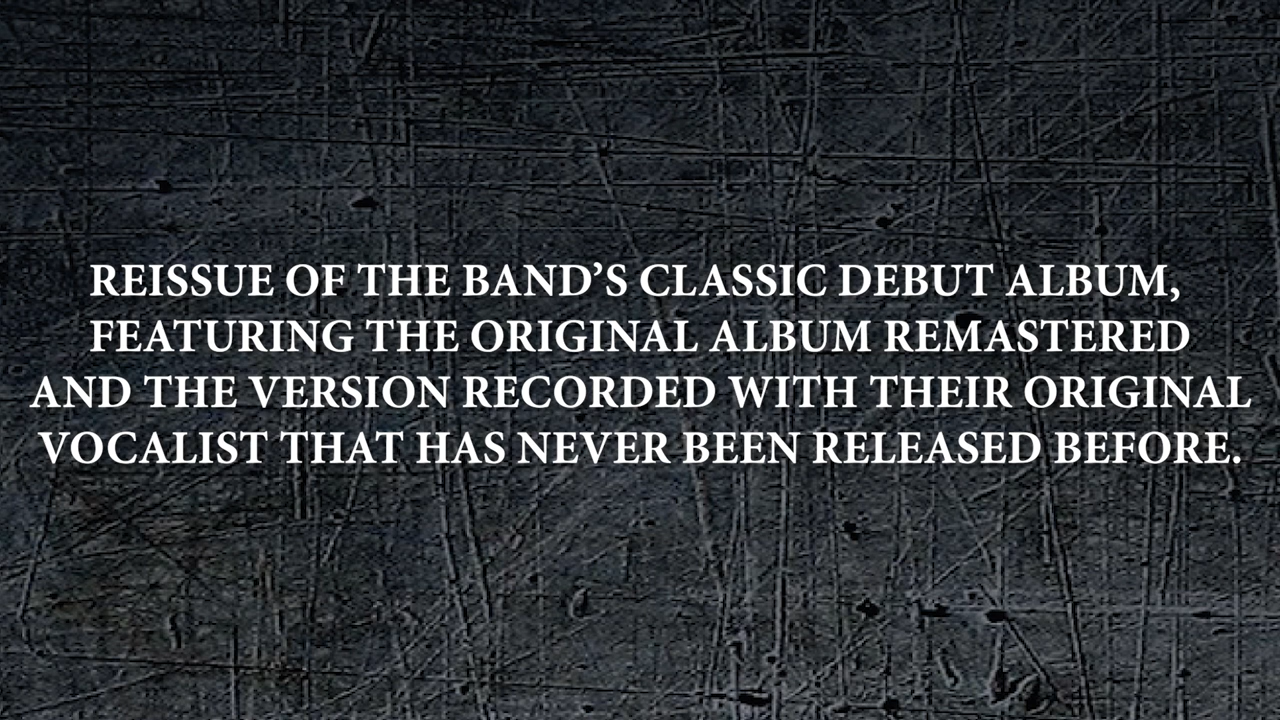 REISSUE OF THE BAND’S CLASSIC DEBUT ALBUM,
FEATURING THE ORIGINAL ALBUM REMASTERED
AND THE VERSION RECORDED WITH THEIR ORIGINAL
VOCALIST THAT HAS NEVER BEEN RELEASED BEFORE.